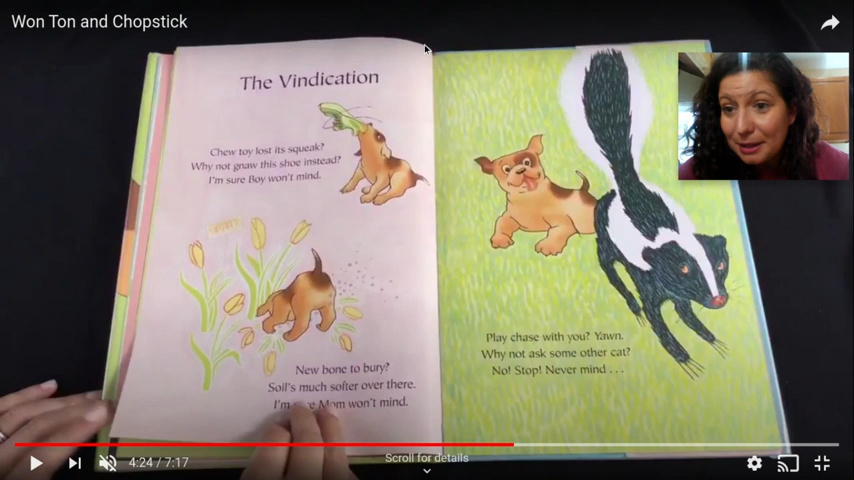 Won Ton and Chopstick
The Vindication
Chew toy lost its squeak?
Why not gnaw this shoe instead?
I'm sure Boy won't mind.
New bone to bury?
Soil's much softer over there.
I'm Mom won't mind.
Play chase with you? Yawn.
Why not ask some other cat?
No! Stop! Never mind . . .
4:24 / 7:17
Scroll for details